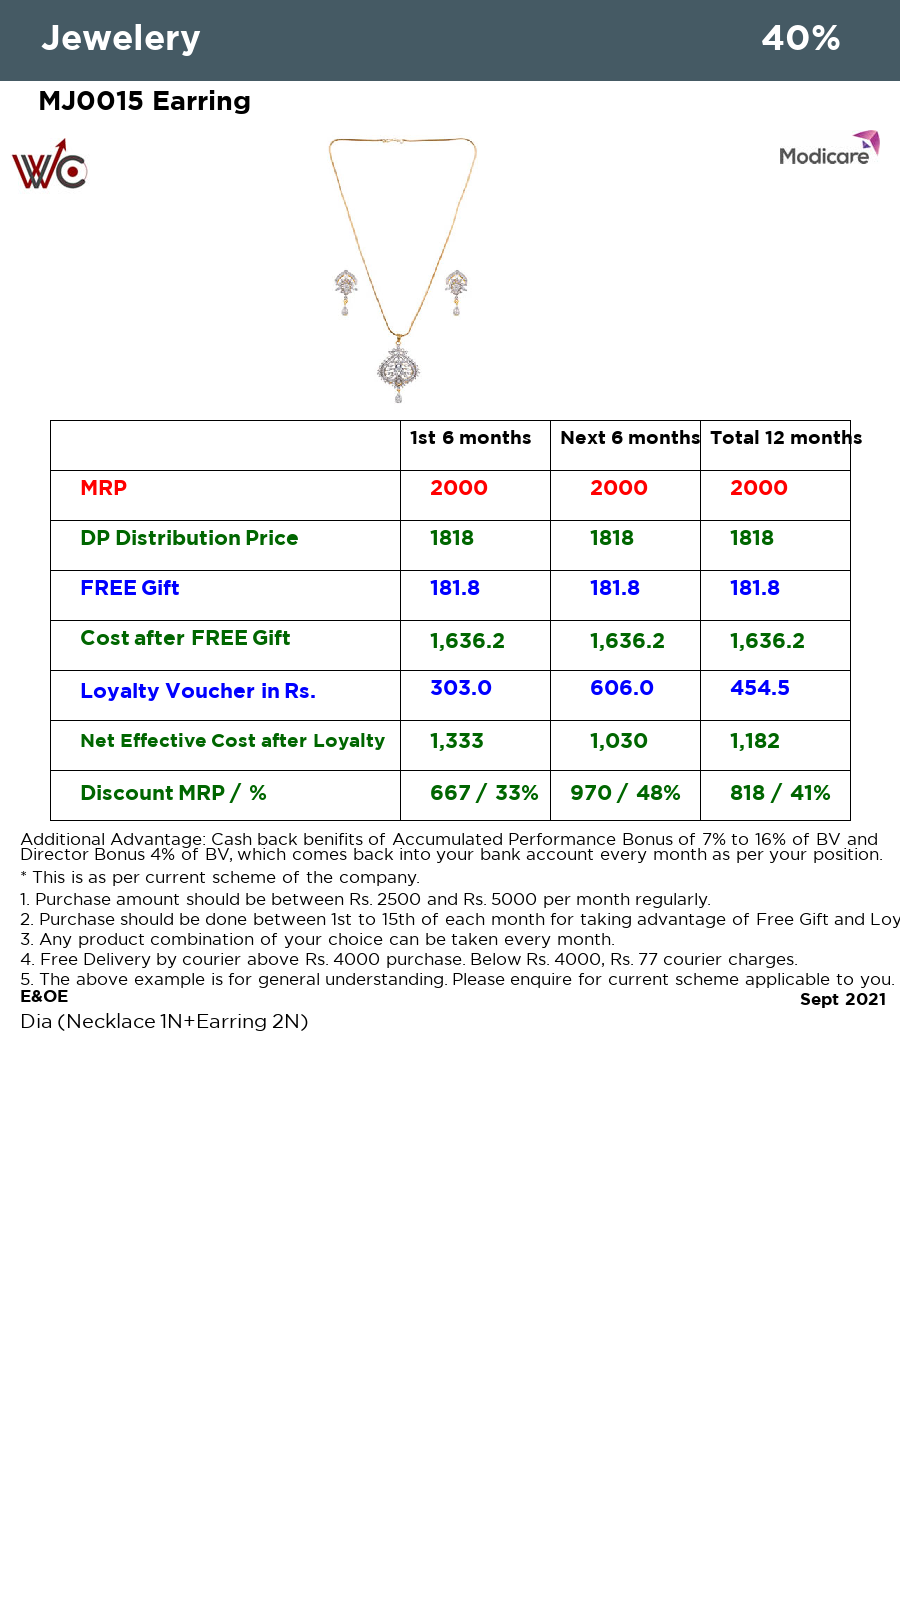 Jewelery 40%
MJ0015 Earring
WC
Modicare
1st 6 months Next 6 months Total 12 months
MRP 2000 2000 2000
DP Distribution Price 1818 1818 1818
FREE Gift 181.8 181.8 181.8
Cost after FREE Gift 1,636.2 1,636.2 1,636.2
Loyalty Voucher in Rs. 303.0 606.0 454.5
Net Effective Cost after Loyalty 1,333 1,030 1,182
Discount MRP / % 667 / 33% 970 / 48% 818 / 41%
Additional Advantage: Cash back benifits of Accumulated Performance Bonus of 7% to 16% of BV and
Director Bonus 4% of BV, which comes back into your bank account every month as per your position.
* This is as per current scheme of the company.
1. Purchase amount should be between Rs. 2500 and Rs. 5000 per month regularly.
2. Purchase should be done between 1st to 15th of each month for taking advantage of Free Gift and Loy
3. Any product combination of your choice can be taken every month.
4. Free Delivery by courier above Rs. 4000 purchase. Below Rs. 4000, Rs. 77 courier charges.
5. The above example is for general understanding. Please enquire for current scheme applicable to you.
E&OE
Sept 2021
Dia (Necklace 1N+Earring 2N)